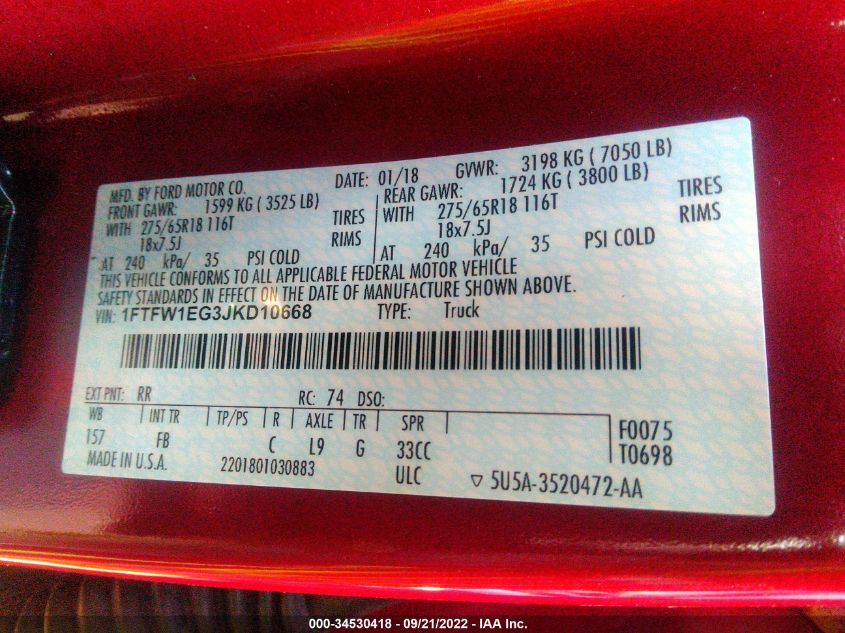 MFD. BY FORD MOTOR CO. DATE: 01/18 GVWR: 3198 KG ( 7050 LB)
FRONT GAWR: 1599 KG ( 3525 LB) REAR GAWR: 1724 KG ( 3800 LB)
WITH 275/65R18 116T TIRES WITH 275/65R18 116T TIRES
18x7.5J RIMS 18x7.5J RIMS
AT 240 kPa/ 35 PSI COLD AT 240 kPa/ 35 PSI COLD
THIS VEHICLE CONFORMS TO ALL APPLICABLE FEDERAL MOTOR VEHICLE
SAFETY STANDARDS IN EFFECT ON THE DATE OF MANUFACTURE SHOWN ABOVE.
VIN: 1FTFW1EG3JKD10668 TYPE: Truck
EXT PNT: RR RC: 74 DSO:
WB INT TR TP/PS R AXLE TR SPR F0075
157 FB C L9 G 33CC T0698
MADE IN U.S.A. 2201801030883 ULC ▽ 5U5A-3520472-AA
000-34530418 - 09/21/2022 - IAA Inc.